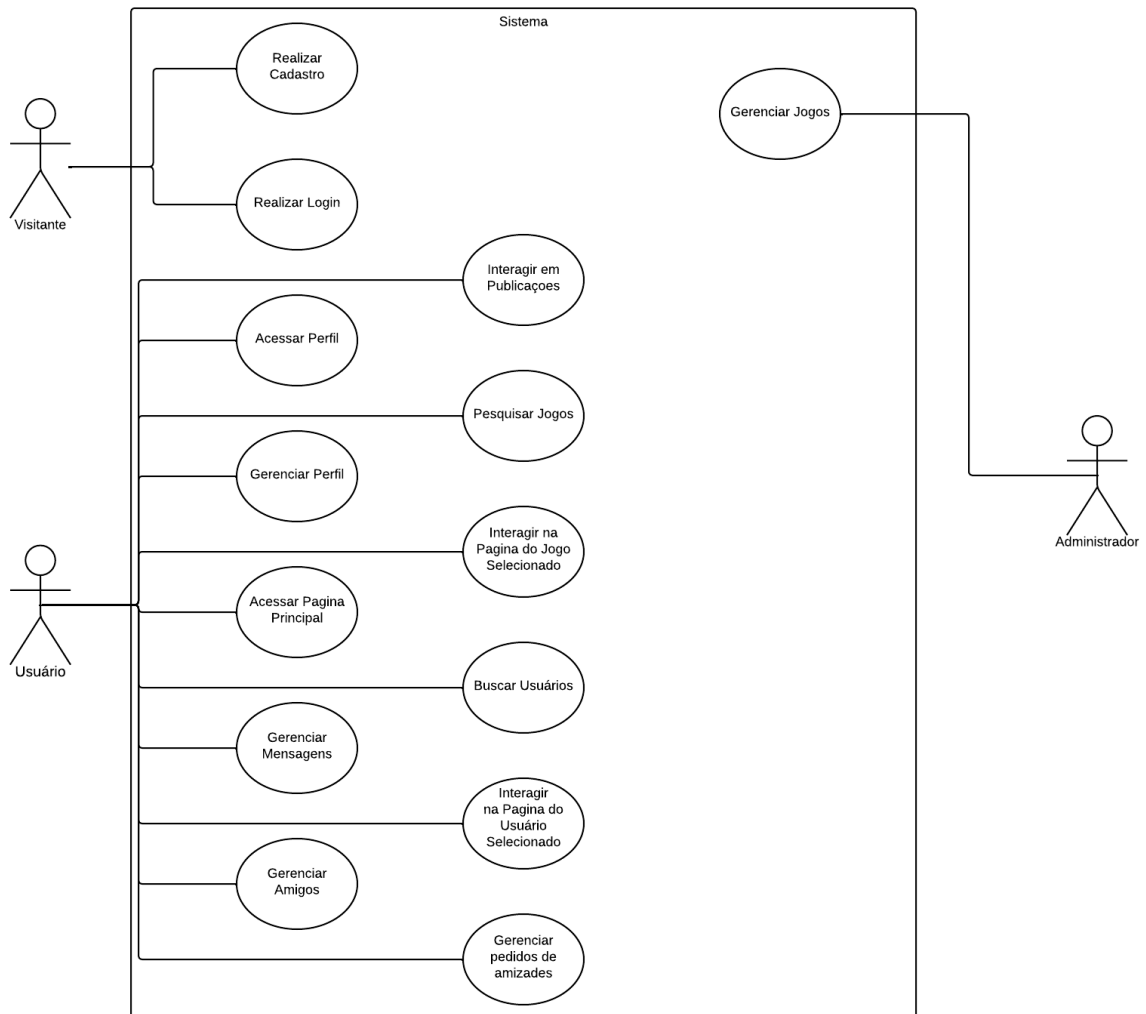 Sistema
Realizar
Cadastro
Gerenciar Jogos
Visitante
Realizar Login
Interagir em
Publicaçoes
Acessar Perfil
Pesquisar Jogos
Gerenciar Perfil
Interagir na
Pagina do Jogo
Selecionado
Administrador
Acessar Pagina
Principal
Usuário
Buscar Usuários
Gerenciar
Mensagens
Interagir
na Pagina do
Usuário
Selecionado
Gerenciar
Amigos
Gerenciar
pedidos de
amizades